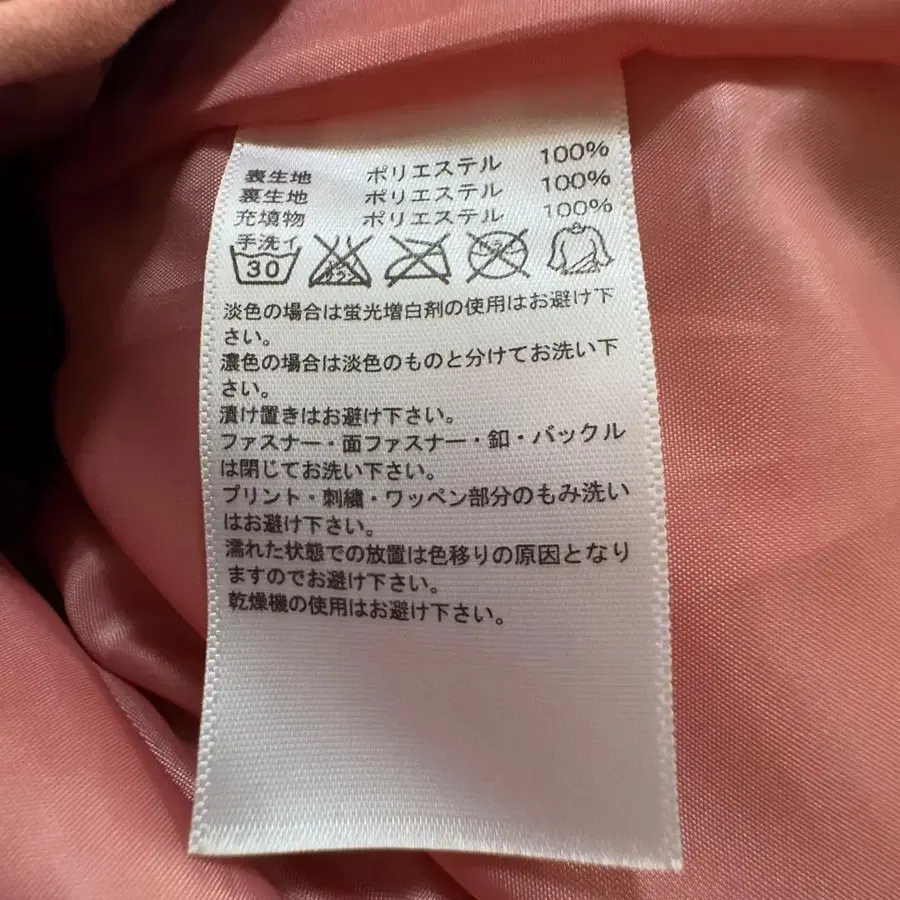 表生地 ポリエステル 100%
裏生地 ポリエステル 100%
充填物 ポリエステル 100%
手洗イ
30
淡色の場合は蛍光増白剤の使用はお避け下
さい。
濃色の場合は淡色のものと分けてお洗い下
さい。
漬け置きはお避け下さい。
ファスナー・面ファスナー・釦・バックル
は閉じてお洗い下さい。
プリント・刺繍・ワッペン部分のもみ洗い
はお避け下さい。
濡れた状態での放置は色移りの原因となり
ますのでお避け下さい。
乾燥機の使用はお避け下さい。